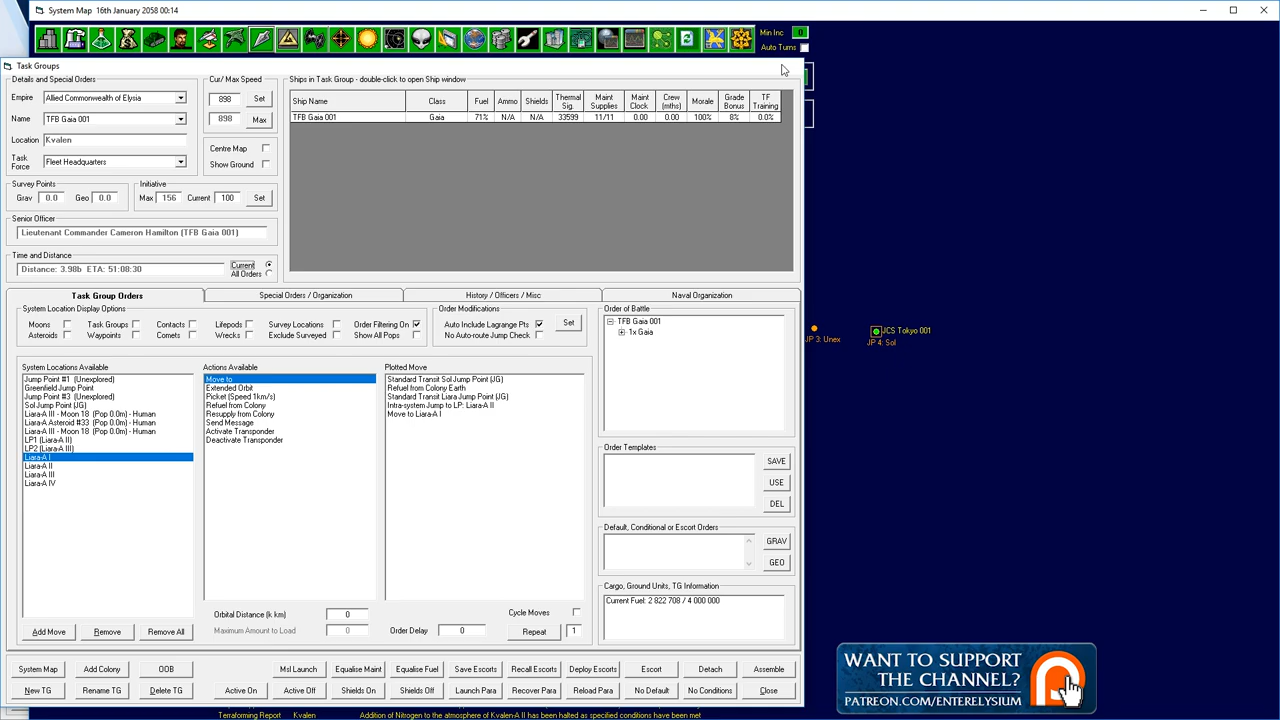 System Map 16th January 2058 00:14
Min Inc 0
Auto Turns
Task Groups
Details and Special Orders
Empire Allied Commonwealth of Elysia
Name TFB Gaia 001
Location Kvalen
Task Force Fleet Headquarters
Cur/ Max Speed
898 Set
898 Max
Centre Map
Show Ground
Survey Points
Grav 0.0 Geo 0.0
Initiative
Max 156 Current 100 Set
Senior Officer
Lieutenant Commander Cameron Hamilton (TFB Gaia 001)
Time and Distance
Distance: 3.98b ETA: 51:08:30
Current
All Orders
Ships in Task Group - double-click to open Ship window
Ship Name Class Fuel Ammo Shields Thermal Sig. Maint Supplies Maint Clock Crew (mths) Morale Grade Bonus TF Training
TFB Gaia 001 Gaia 71% N/A N/A 33599 11/11 0.00 0.00 100% 8% 0.0%
Task Group Orders Special Orders / Organization History / Officers / Misc Naval Organization
System Location Display Options
Moons Task Groups Contacts Lifepods Survey Locations Order Filtering On
Asteroids Waypoints Comets Wrecks Exclude Surveyed Show All Pops
Order Modifications
Auto Include Lagrange Pts Set
No Auto-route Jump Check
System Locations Available
Jump Point #1 (Unexplored)
Greenfield Jump Point
Jump Point #3 (Unexplored)
Sol Jump Point (JG)
Liara-A III - Moon 18 (Pop 0.0m) - Human
Liara-A Asteroid #33 (Pop 0.0m) - Human
Liara-A III - Moon 18 (Pop 0.0m) - Human
LP1 (Liara-A II)
LP2 (Liara-A III)
Liara-A I
Liara-A II
Liara-A III
Liara-A IV
Actions Available
Move to
Extended Orbit
Picket (Speed 1km/s)
Refuel from Colony
Resupply from Colony
Send Message
Activate Transponder
Deactivate Transponder
Plotted Move
Standard Transit Sol Jump Point (JG)
Refuel from Colony Earth
Standard Transit Liara Jump Point (JG)
Intra-system Jump to LP: Liara-A II
Move to Liara-A I
Order of Battle
TFB Gaia 001
1x Gaia
Order Templates
SAVE
USE
DEL
Default, Conditional or Escort Orders
GRAV
GEO
Cargo, Ground Units, TG Information
Current Fuel: 2 822 708 / 4 000 000
Orbital Distance (k km) 0
Maximum Amount to Load 0
Cycle Moves
Order Delay 0
Repeat 1
Add Move Remove Remove All
System Map Add Colony OOB Msl Launch Equalise Maint Equalise Fuel Save Escorts Recall Escorts Deploy Escorts Escort Detach Assemble
New TG Rename TG Delete TG Active On Active Off Shields On Shields Off Launch Para Recover Para Reload Para No Default No Conditions Close
JP 3: Unex
JCS Tokyo 001
JP 4: Sol
WANT TO SUPPORT
THE CHANNEL?
PATREON.COM/ENTERELYSIUM
Terraforming Report Kvalen Addition of Nitrogen to the atmosphere of Kvalen-A II has been halted as specified conditions have been met